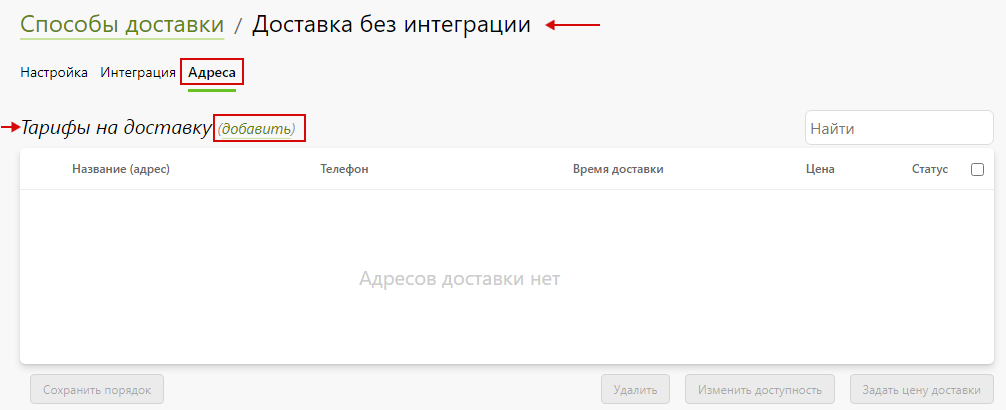 Способы доставки / Доставка без интеграции
Настройка Интеграция Адреса
Тарифы на доставку (добавить) Найти
Название (адрес) Телефон Время доставки Цена Статус
Адресов доставки нет
Сохранить порядок Удалить Изменить доступность Задать цену доставки